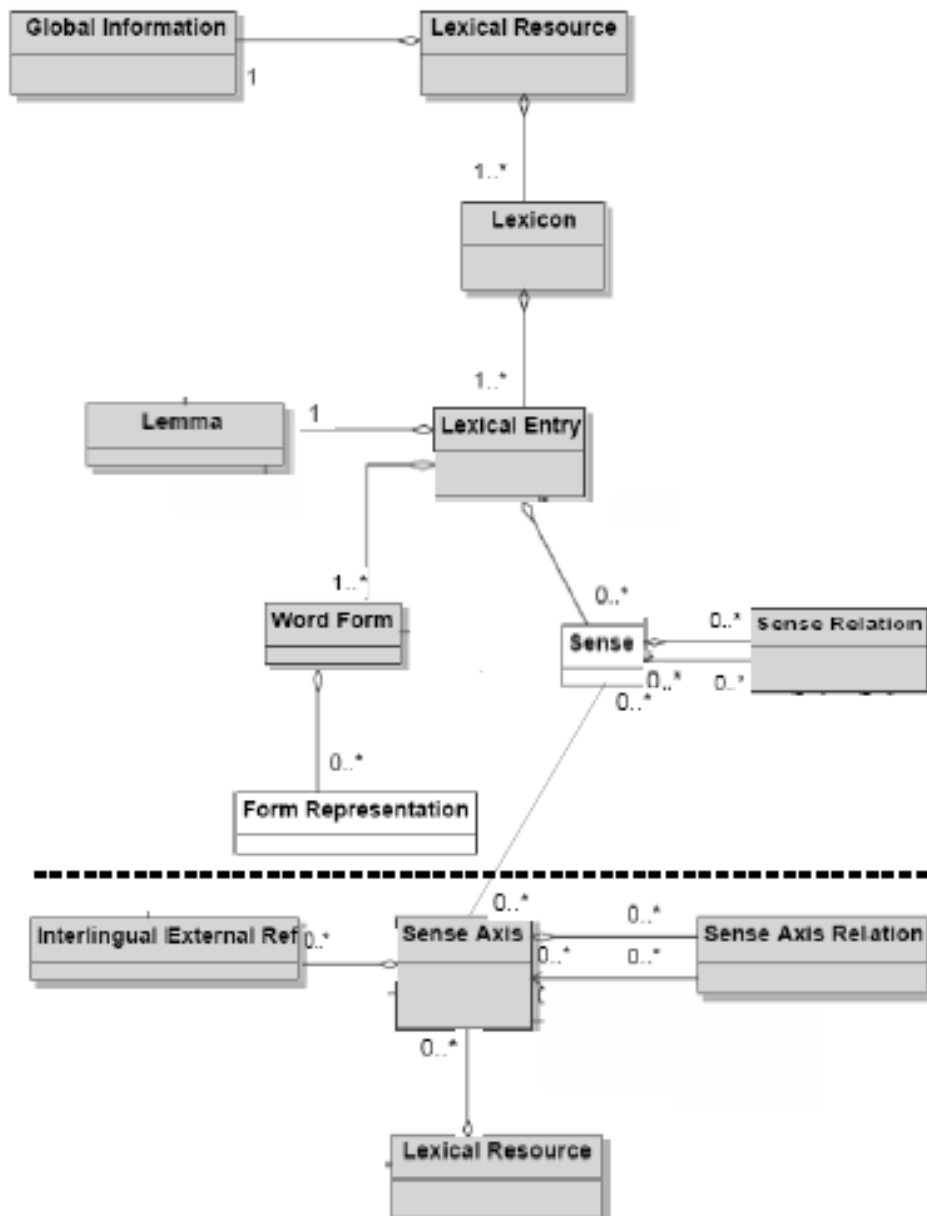 Global Information
Lexical Resource
1
1..*
Lexicon
1..*
Lemma
1
Lexical Entry
1..*
0..*
Word Form
Sense
0..*
Sense Relation
0..*
0..*
0..*
0..*
Form Representation
0..*
0..*
Interlingual External Ref
0..*
Sense Axis
0..*
0..*
Sense Axis Relation
0..*
Lexical Resource